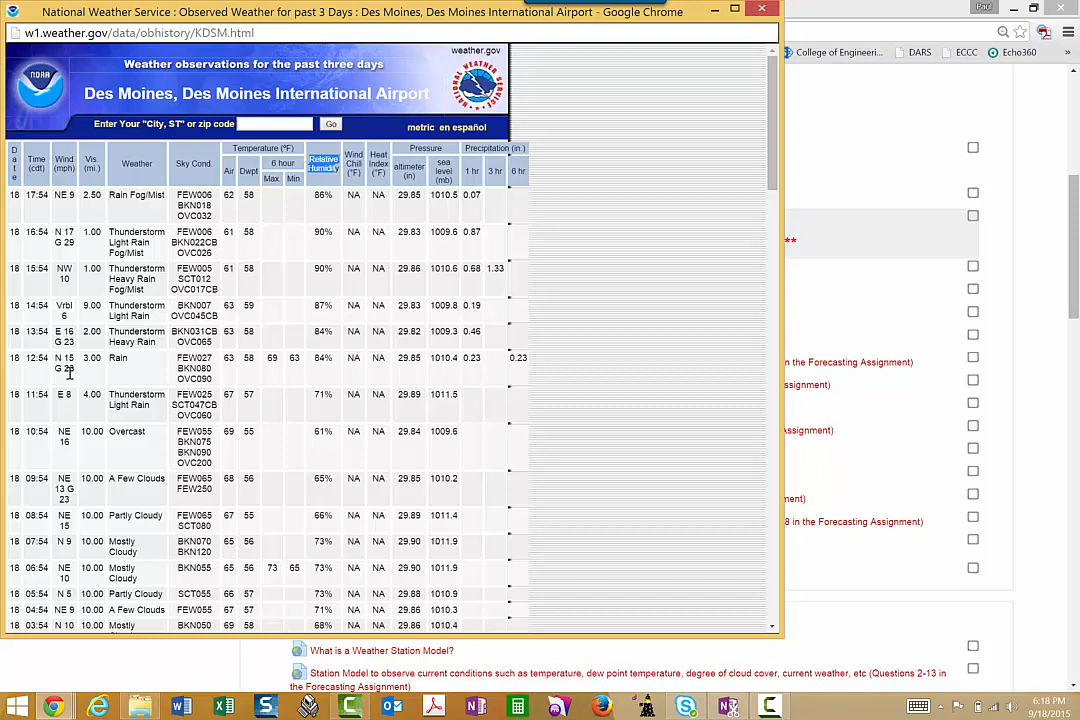 National Weather Service : Observed Weather for past 3 Days : Des Moines, Des Moines International Airport - Google Chrome
Paul
w1.weather.gov/data/obhistory/KDSM.html
College of Engineeri... DARS ECCC Echo360 »
weather.gov
NOAA
Weather observations for the past three days
Des Moines, Des Moines International Airport
Enter Your "City, ST" or zip code Go
metric en español
Date Time (cdt) Wind (mph) Vis. (mi.) Weather Sky Cond. Temperature (ºF) Air Dwpt 6 hour Max Min Relative Humidity Wind Chill (°F) Heat Index (°F) Pressure altimeter (in) sea level (mb) Precipitation (in.) 1 hr 3 hr 6 hr
18 17:54 NE 9 2.50 Rain Fog/Mist FEW006 BKN018 OVC032 62 58 86% NA NA 29.85 1010.5 0.07
18 16:54 N 17 G 29 1.00 Thunderstorm Light Rain Fog/Mist FEW006 BKN022CB OVC026 61 58 90% NA NA 29.83 1009.6 0.87
18 15:54 NW 10 1.00 Thunderstorm Heavy Rain Fog/Mist FEW005 SCT012 OVC017CB 61 58 90% NA NA 29.86 1010.6 0.68 1.33
18 14:54 Vrbl 6 9.00 Thunderstorm Light Rain BKN007 OVC045CB 63 59 87% NA NA 29.83 1009.8 0.19
18 13:54 E 16 G 23 2.00 Thunderstorm Heavy Rain BKN031CB OVC065 63 58 84% NA NA 29.82 1009.3 0.46
18 12:54 N 15 G 23 3.00 Rain FEW027 BKN080 OVC090 63 58 69 63 84% NA NA 29.85 1010.4 0.23 0.23
18 11:54 E 8 4.00 Thunderstorm Light Rain FEW025 SCT047CB OVC060 67 57 71% NA NA 29.89 1011.5
18 10:54 NE 16 10.00 Overcast FEW055 BKN075 BKN090 OVC200 69 55 61% NA NA 29.84 1009.6
18 09:54 NE 13 G 23 10.00 A Few Clouds FEW065 FEW250 68 56 65% NA NA 29.85 1010.2
18 08:54 NE 15 10.00 Partly Cloudy FEW065 SCT080 67 55 66% NA NA 29.89 1011.4
18 07:54 N 9 10.00 Mostly Cloudy BKN070 BKN120 65 56 73% NA NA 29.90 1011.9
18 06:54 NE 10 10.00 Mostly Cloudy BKN055 65 56 73 65 73% NA NA 29.90 1011.9
18 05:54 N 5 10.00 Partly Cloudy SCT055 66 57 73% NA NA 29.88 1010.9
18 04:54 NE 9 10.00 A Few Clouds FEW055 67 57 71% NA NA 29.86 1010.3
18 03:54 N 10 10.00 Mostly BKN050 69 58 68% NA NA 29.86 1010.4
**
in the Forecasting Assignment)
ssignment)
Assignment)
ment)
8 in the Forecasting Assignment)
What is a Weather Station Model?
Station Model to observe current conditions such as temperature, dew point temperature, degree of cloud cover, current weather, etc (Questions 2-13 in
the Forecasting Assignment)
6:18 PM
9/18/2015